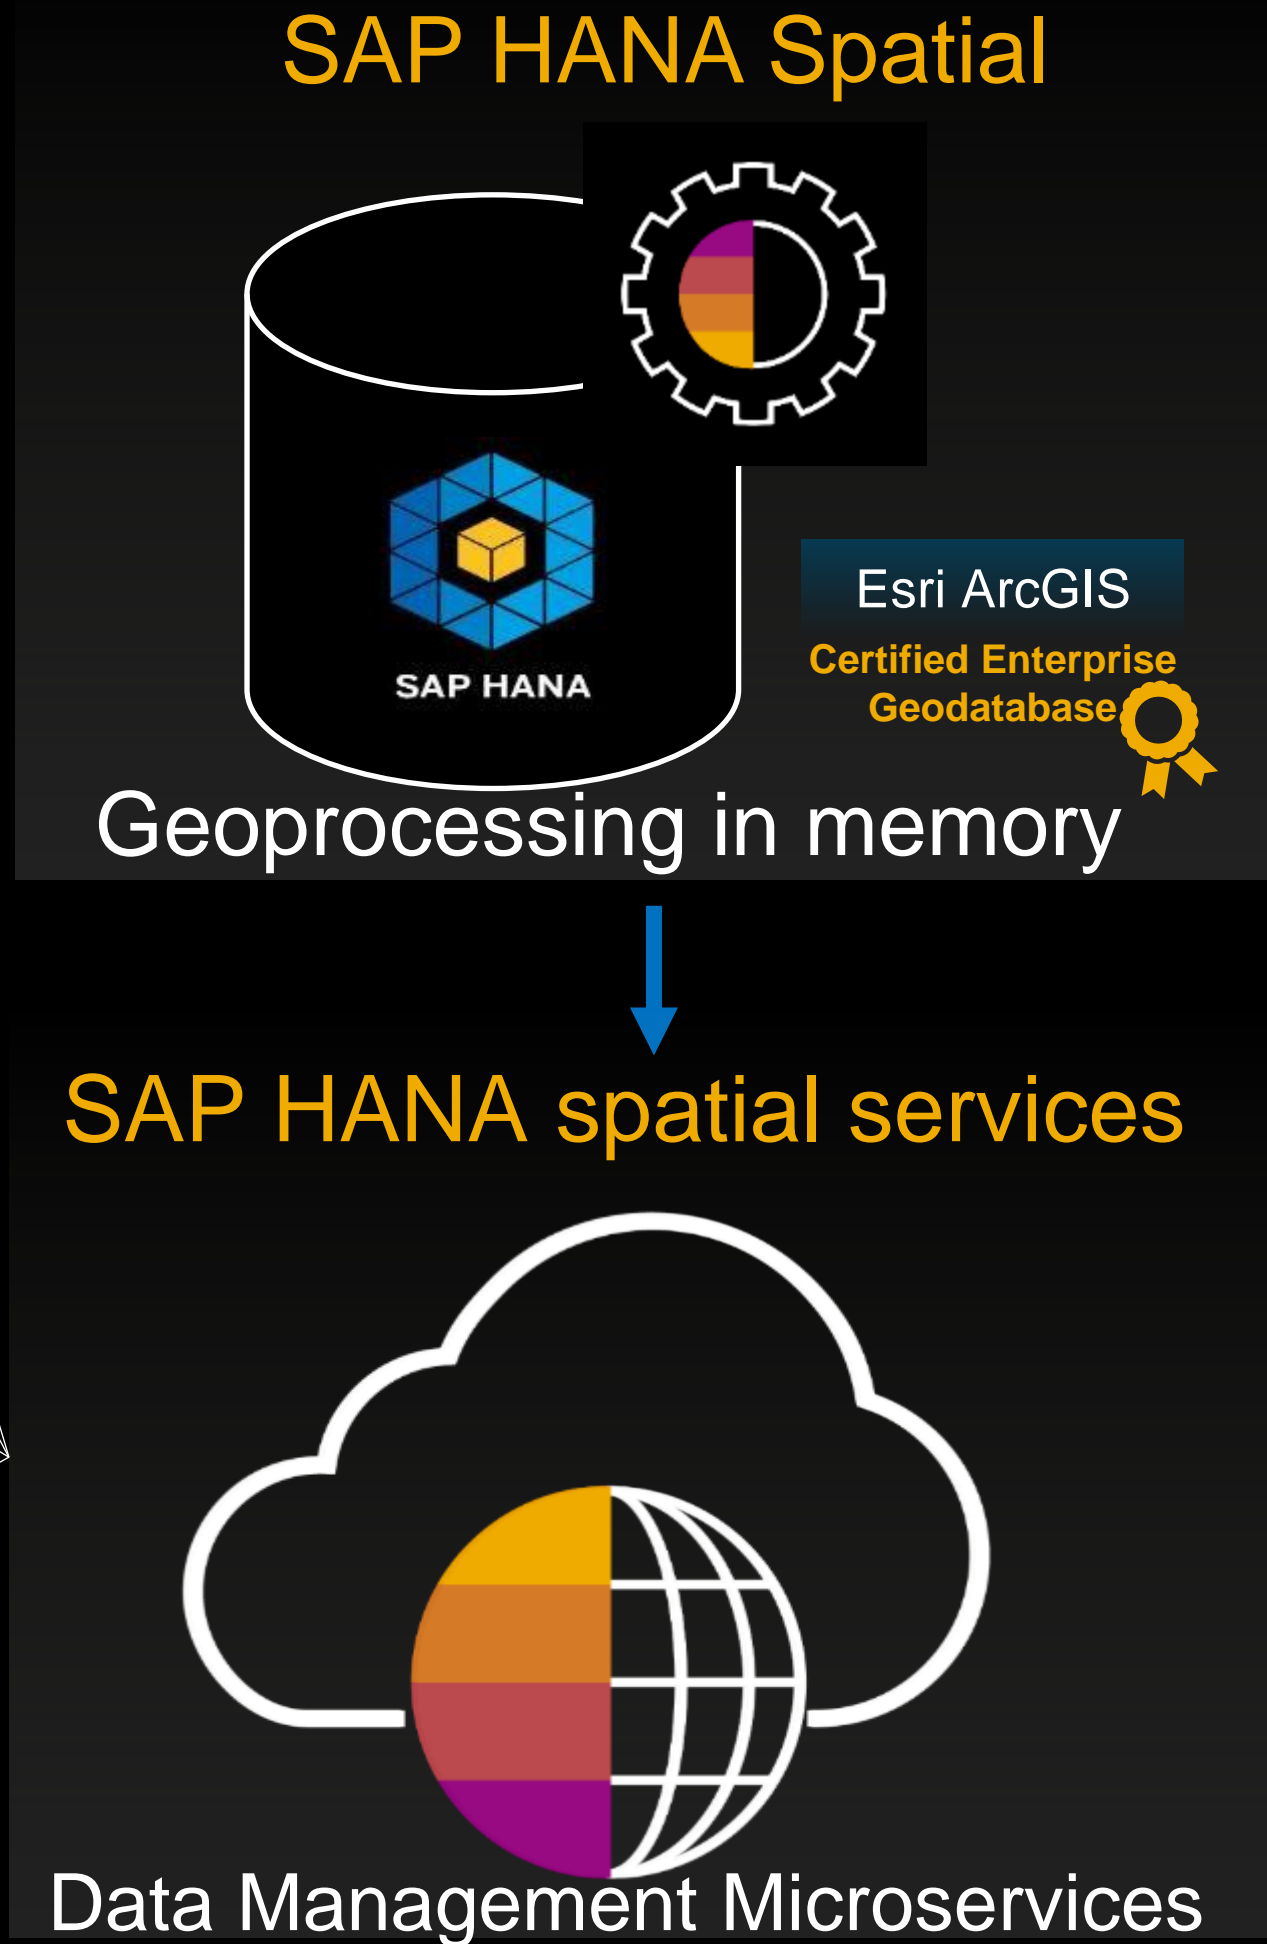 SAP HANA Spatial
SAP HANA
Esri ArcGIS
Certified Enterprise
Geodatabase
Geoprocessing in memory
SAP HANA spatial services
Data Management Microservices